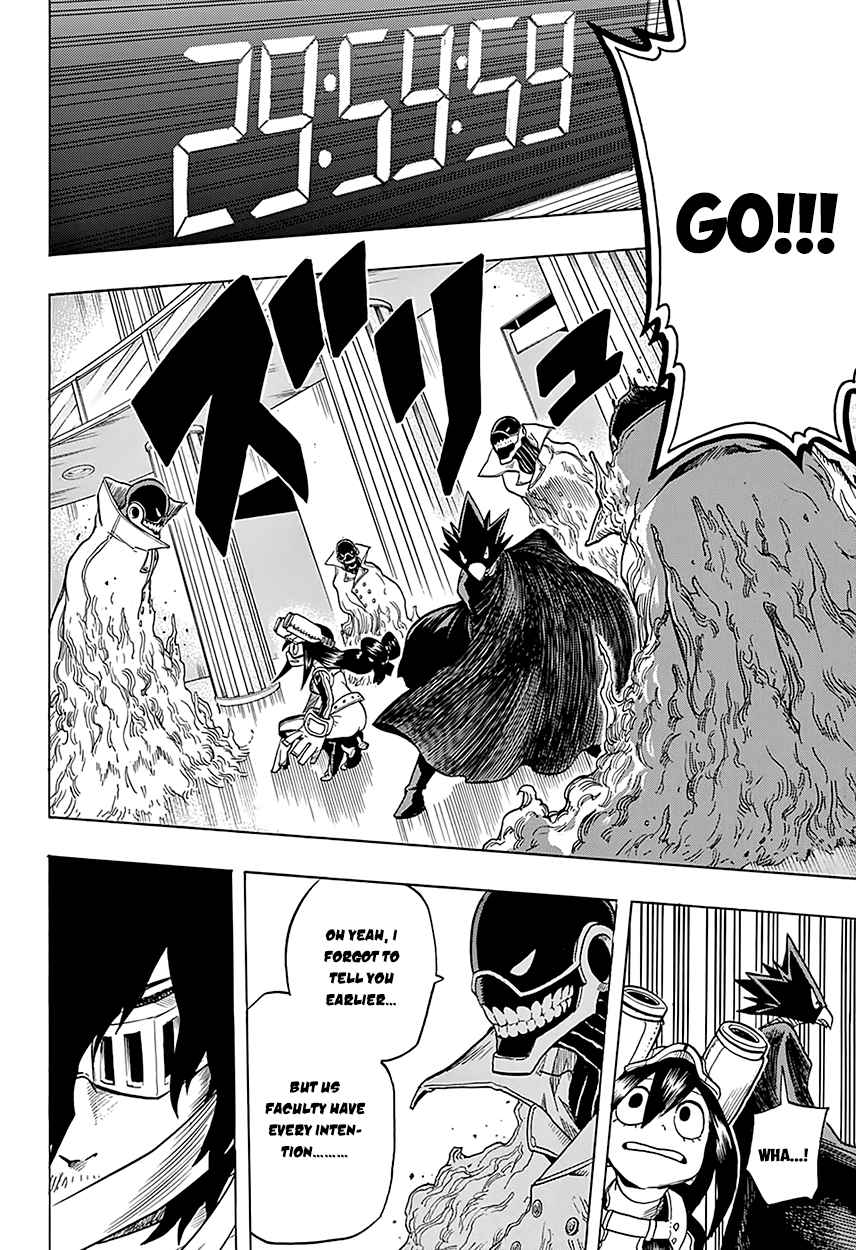 29:59:59
GO!!!
ズズリュ
WHA...!
OH YEAH, I
FORGOT TO
TELL YOU
EARLIER...
BUT US
FACULTY HAVE
EVERY INTEN-
TION.........